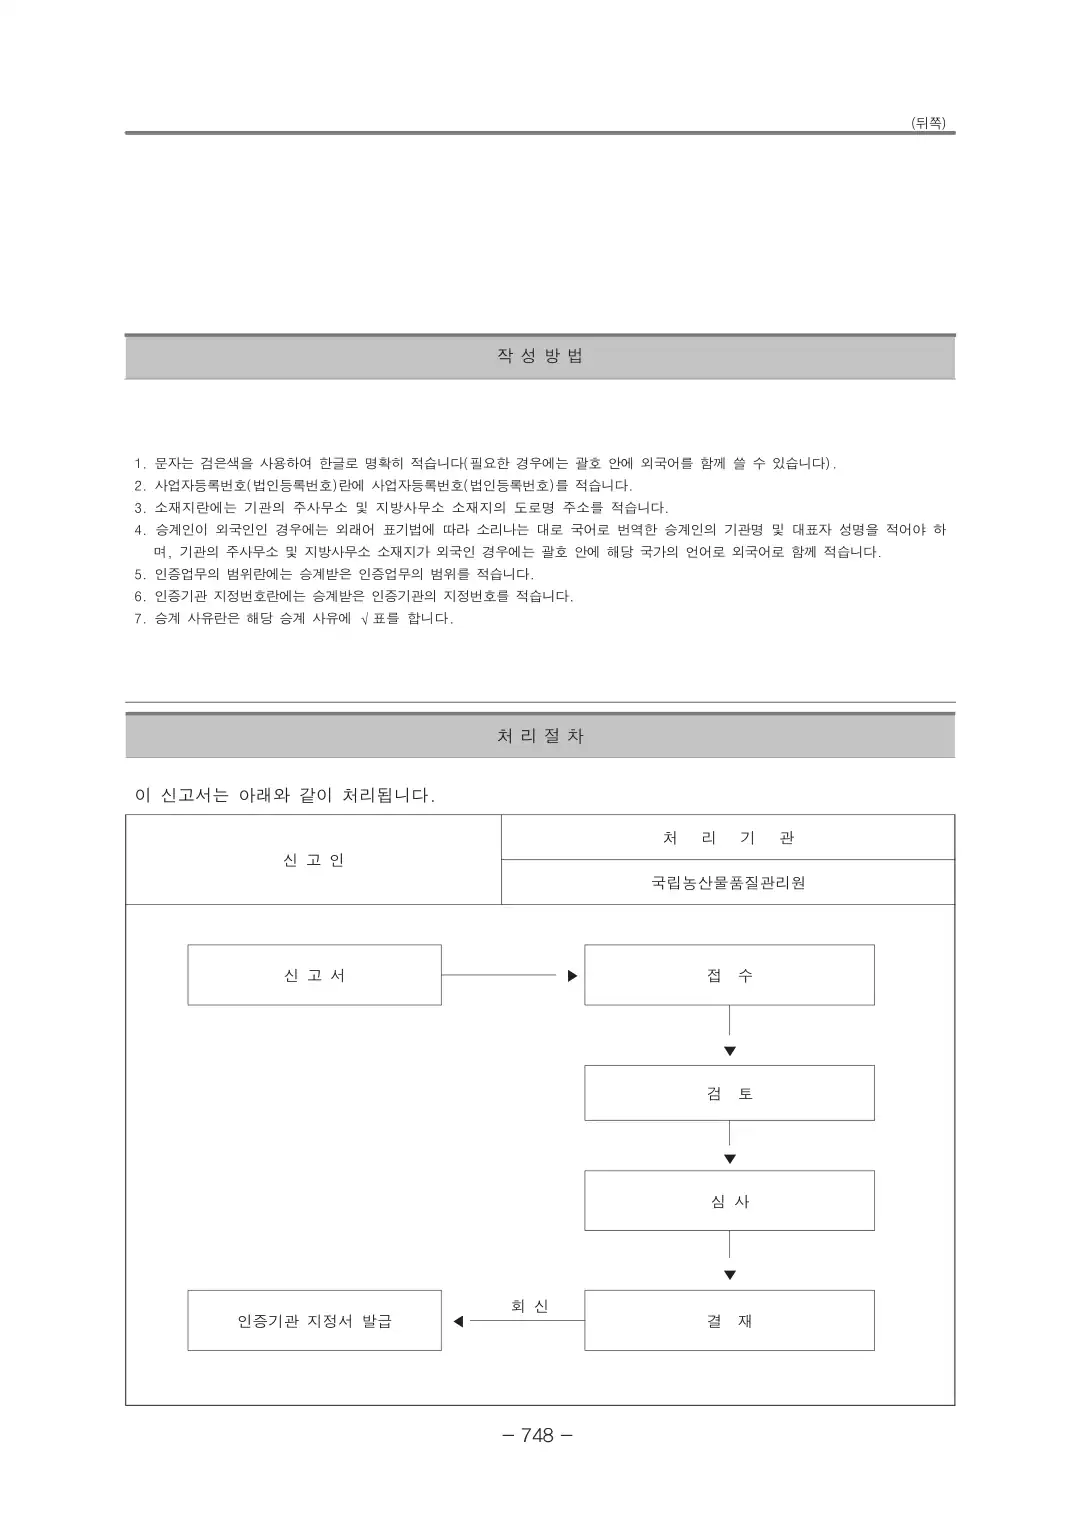 (뒤쪽)
작 성 방 법
1. 문자는 검은색을 사용하여 한글로 명확히 적습니다(필요한 경우에는 괄호 안에 외국어를 함께 쓸 수 있습니다).
2. 사업자등록번호(법인등록번호)란에 사업자등록번호(법인등록번호)를 적습니다.
3. 소재지란에는 기관의 주사무소 및 지방사무소 소재지의 도로명 주소를 적습니다.
4. 승계인이 외국인인 경우에는 외래어 표기법에 따라 소리나는 대로 국어로 번역한 승계인의 기관명 및 대표자 성명을 적어야 하
며, 기관의 주사무소 및 지방사무소 소재지가 외국인 경우에는 괄호 안에 해당 국가의 언어로 외국어로 함께 적습니다.
5. 인증업무의 범위란에는 승계받은 인증업무의 범위를 적습니다.
6. 인증기관 지정번호란에는 승계받은 인증기관의 지정번호를 적습니다.
7. 승계 사유란은 해당 승계 사유에 √표를 합니다.
처 리 절 차
이 신고서는 아래와 같이 처리됩니다.
신 고 인
처 리 기 관
국립농산물품질관리원
신 고 서
▶
접 수
▼
검 토
▼
심 사
▼
인증기관 지정서 발급
◀
회 신
결 재
- 748 -